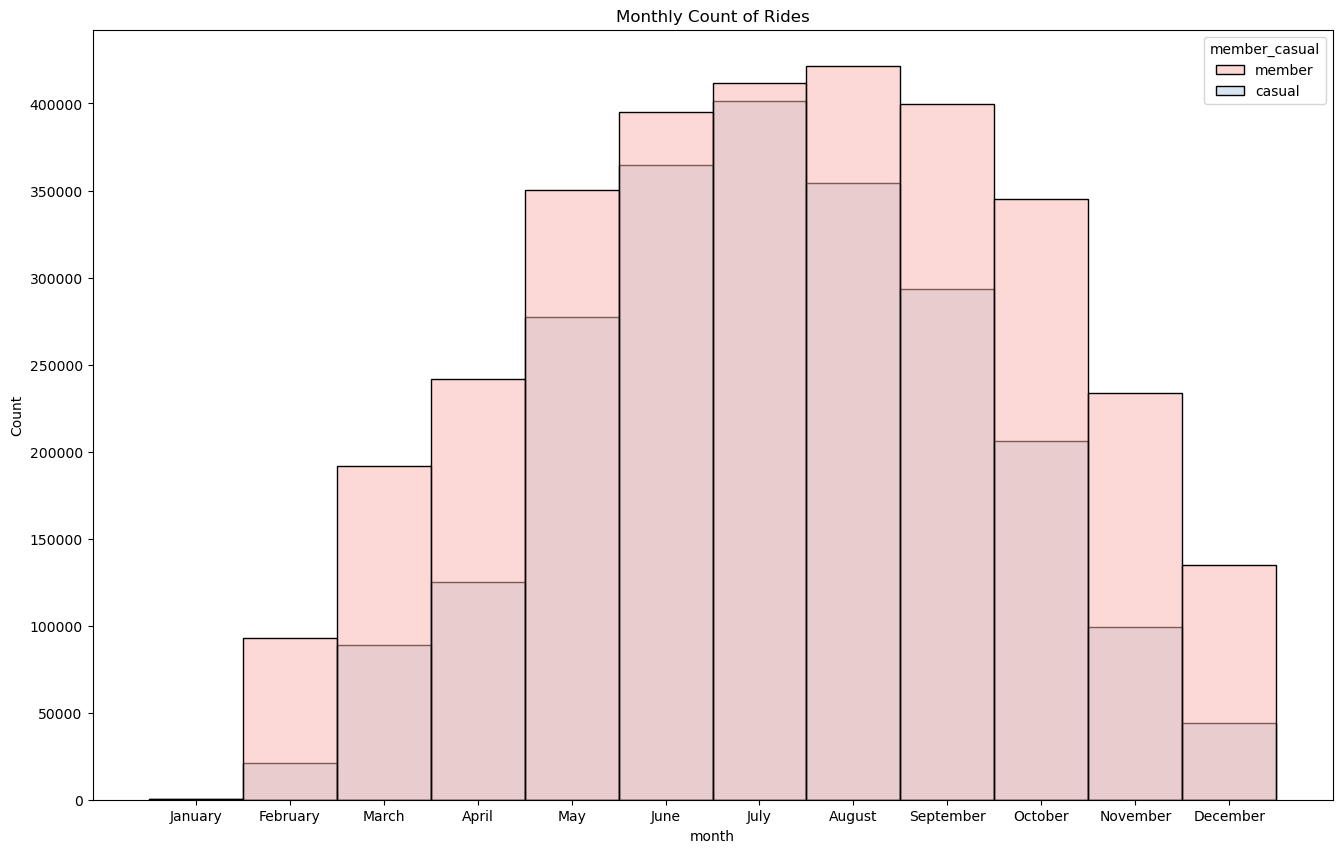 Monthly Count of Rides
member_casual
member
casual
400000
350000
300000
250000
200000
150000
100000
50000
0
Count
January February March April May June July August September October November December
month